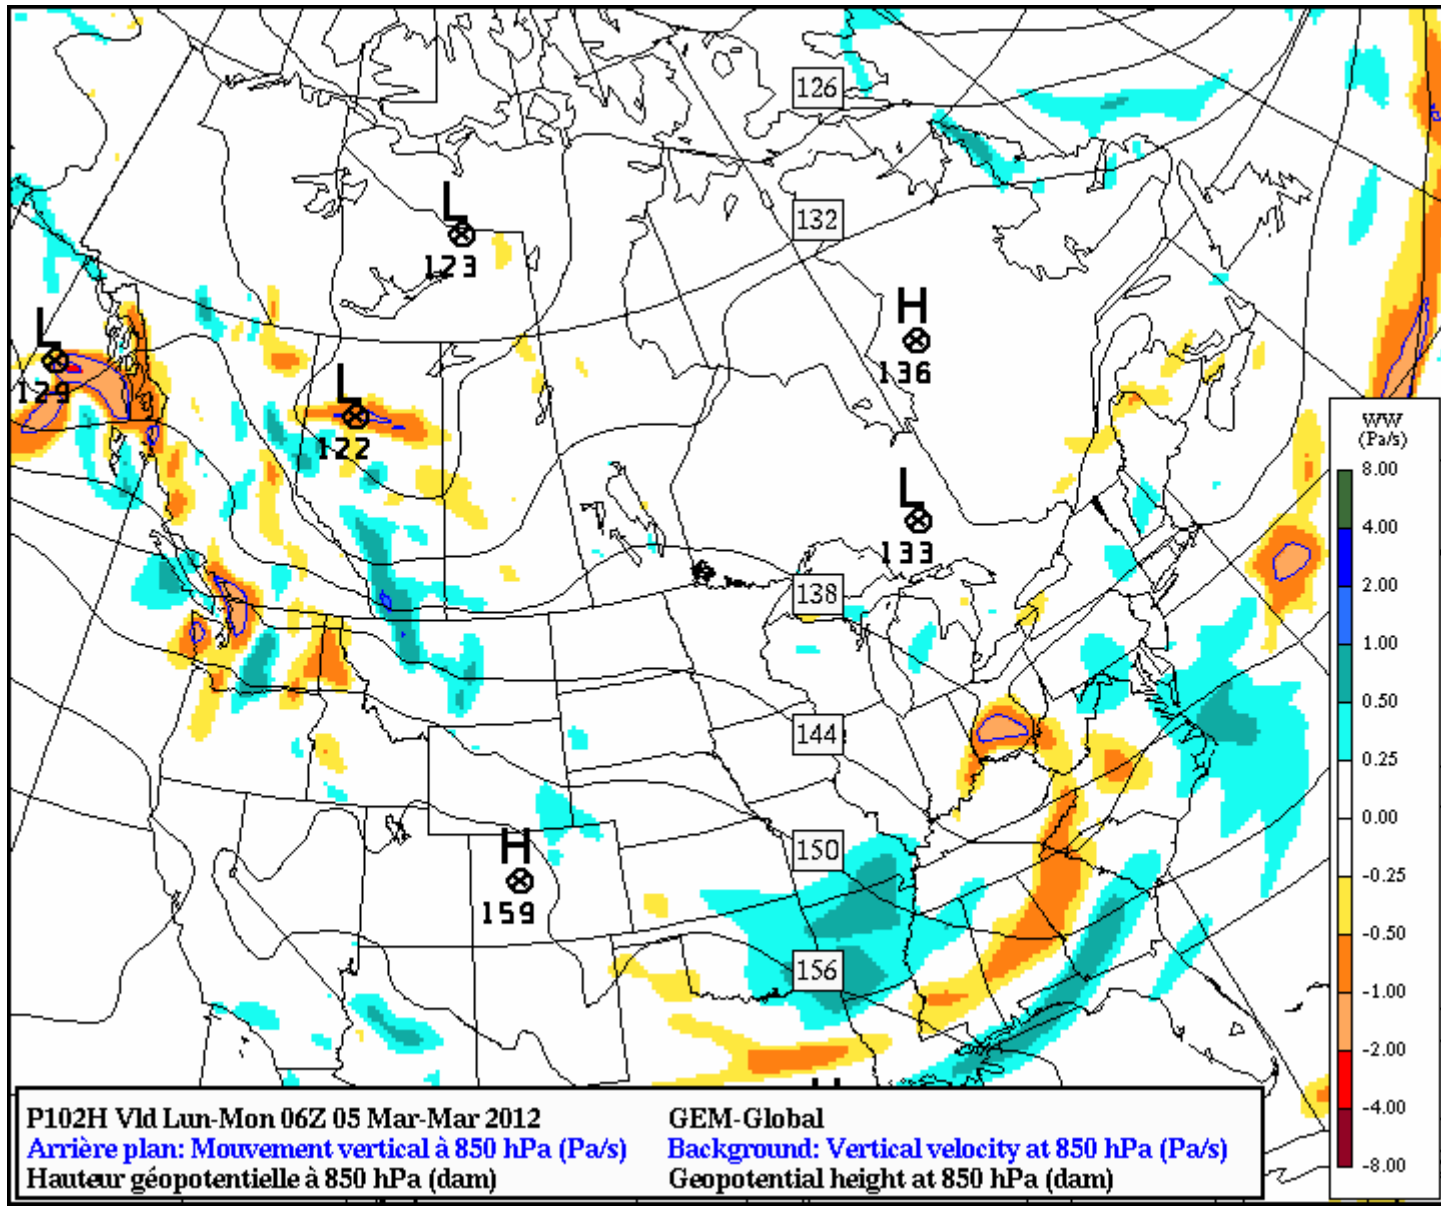 126
132
L
123
H
136
L
129
L
122
L
133
138
144
150
H
159
156
WW
(Pa/s)
8.00
4.00
2.00
1.00
0.50
0.25
0.00
-0.25
-0.50
-1.00
-2.00
-4.00
-8.00
P102H Vld Lun-Mon 06Z 05 Mar-Mar 2012
GEM-Global
Arrière plan: Mouvement vertical à 850 hPa (Pa/s)
Background: Vertical velocity at 850 hPa (Pa/s)
Hauteur géopotentielle à 850 hPa (dam)
Geopotential height at 850 hPa (dam)